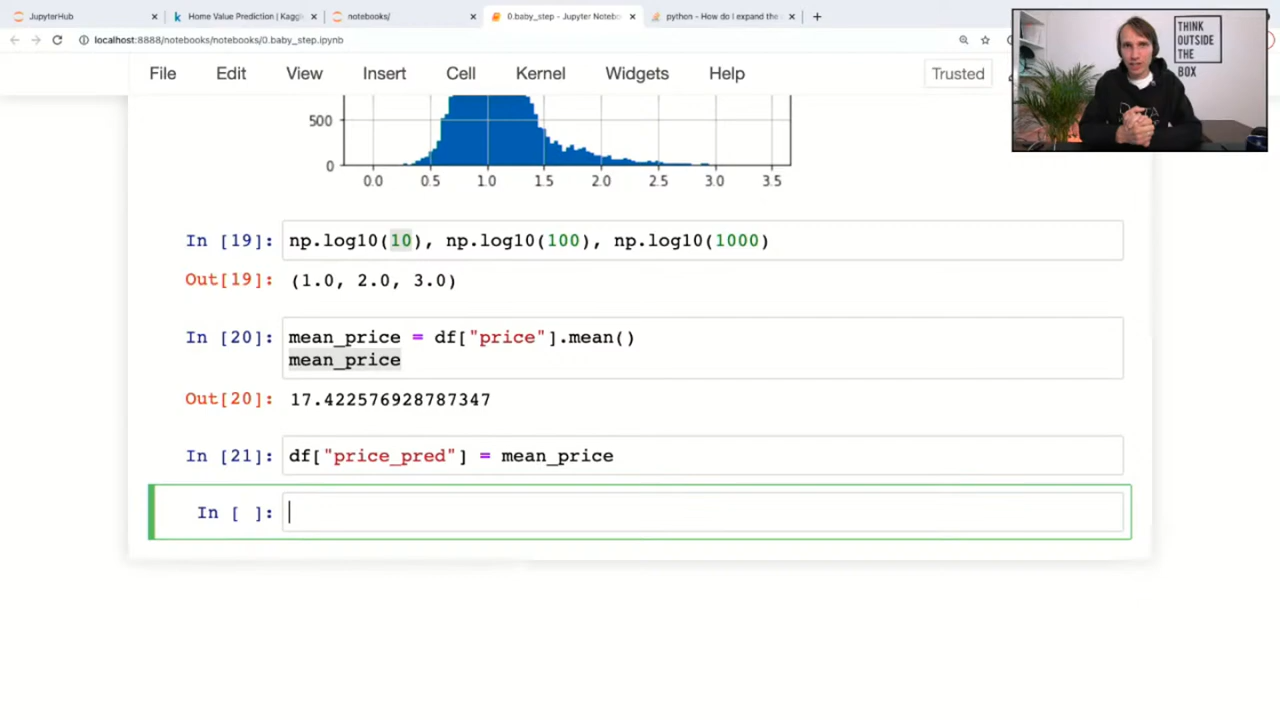 JupyterHub
Home Value Prediction | Kaggl
notebooks/
0.baby_step - Jupyter Notebo
python - How do I expand the
localhost:8888/notebooks/notebooks/0.baby_step.ipynb
File Edit View Insert Cell Kernel Widgets Help
Trusted
THINK
OUTSIDE
THE
BOX
500
0
0.0 0.5 1.0 1.5 2.0 2.5 3.0 3.5
In [19]: np.log10(10), np.log10(100), np.log10(1000)
Out[19]: (1.0, 2.0, 3.0)
In [20]: mean_price = df["price"].mean()
mean_price
Out[20]: 17.422576928787347
In [21]: df["price_pred"] = mean_price
In [ ]: